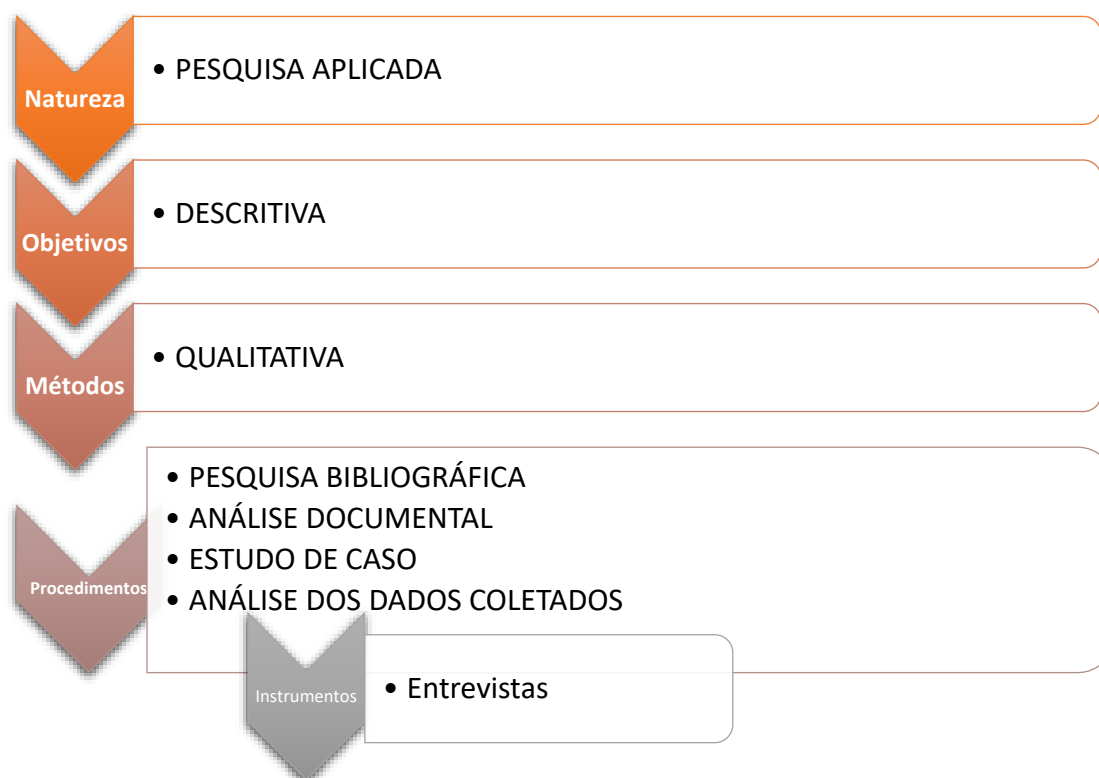 Natureza
• PESQUISA APLICADA
Objetivos
• DESCRITIVA
Métodos
• QUALITATIVA
Procedimentos
• PESQUISA BIBLIOGRÁFICA
• ANÁLISE DOCUMENTAL
• ESTUDO DE CASO
• ANÁLISE DOS DADOS COLETADOS
Instrumentos
• Entrevistas